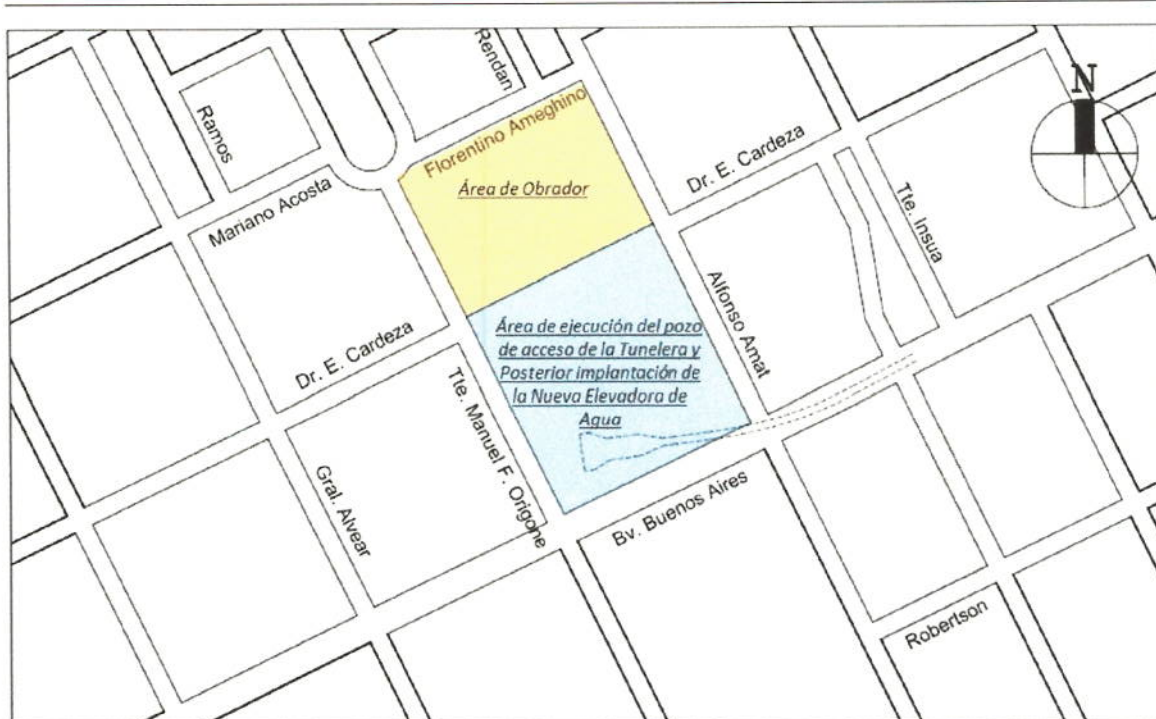 Rendan
N
Ramos
Florentino Ameghino
Dr. E. Cardeza
Área de Obrador
Mariano Acosta
Tte. Insua
Alfonso Amat
Área de ejecución del pozo
de acceso de la Tunelera y
Posterior implantación de
la Nueva Elevadora de
Agua
Dr. E. Cardeza
Tte. Manuel F. Origone
Gral. Alvear
Bv. Buenos Aires
Robertson